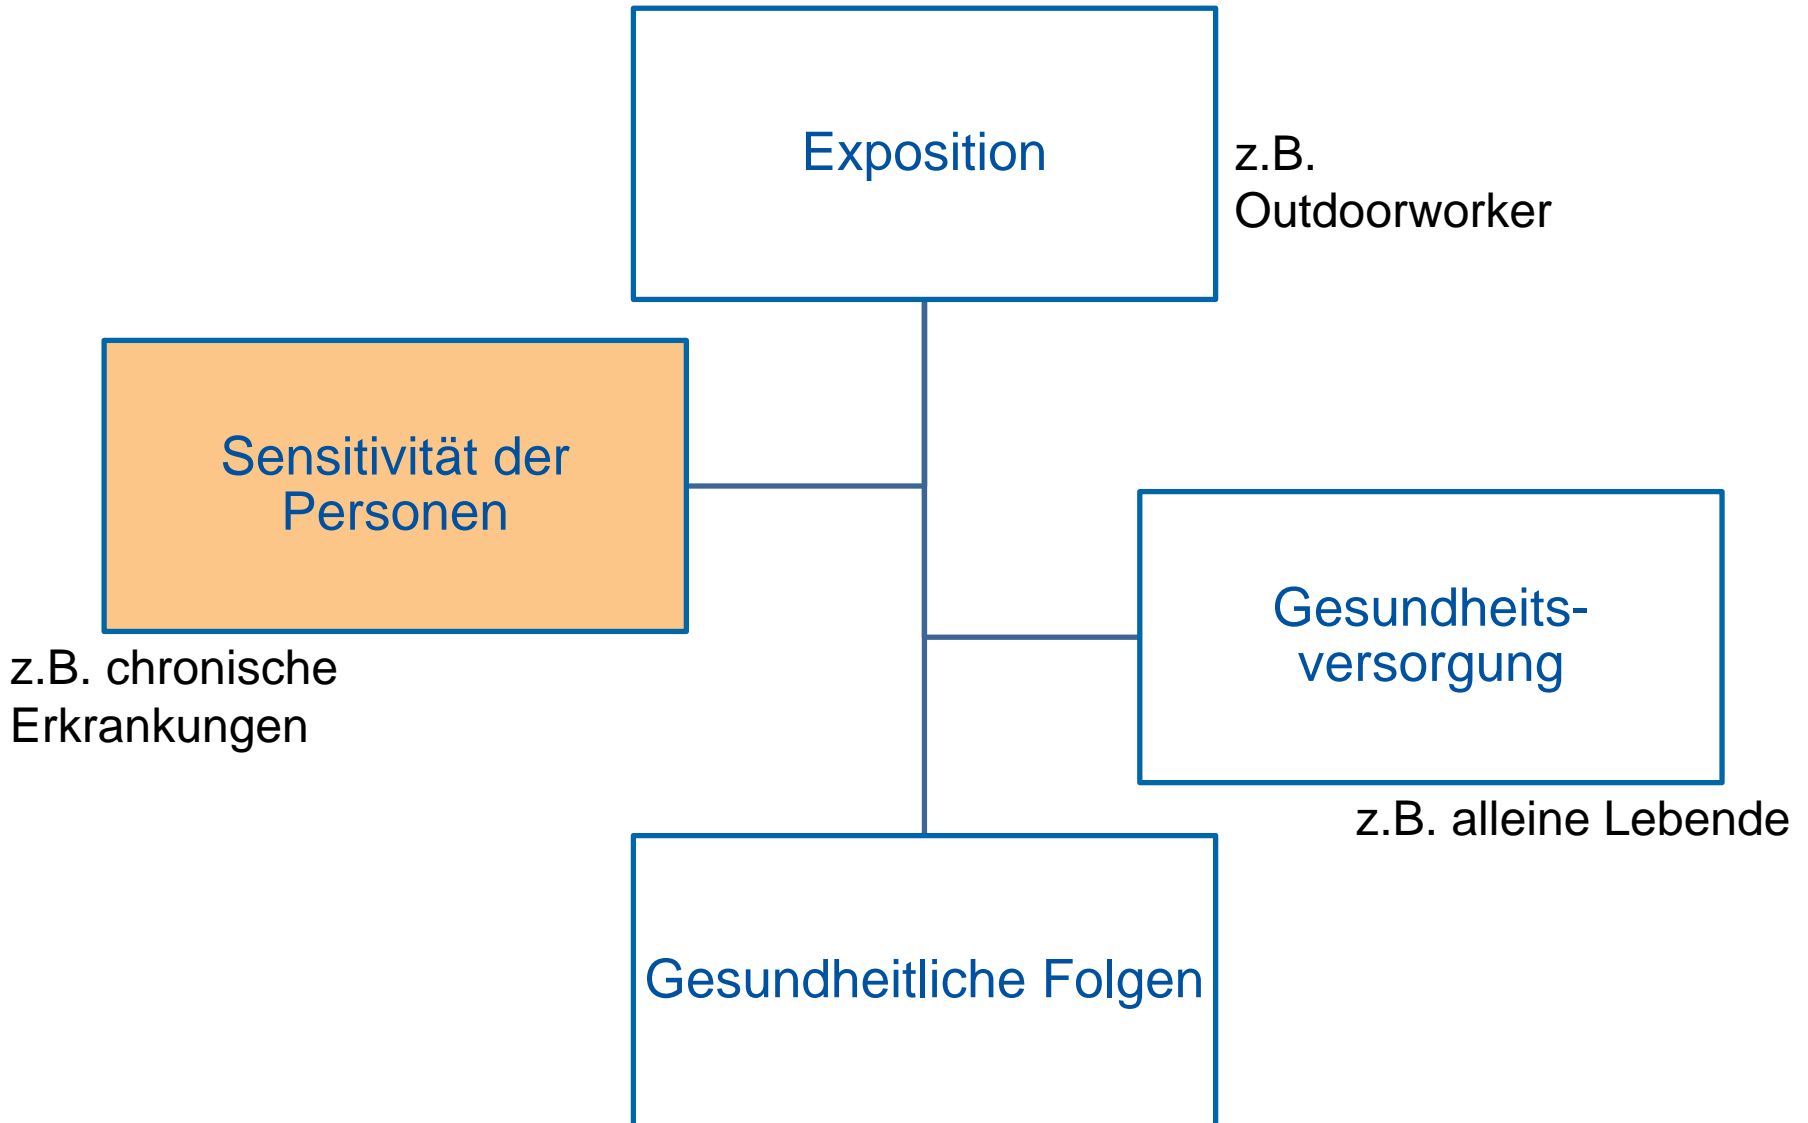 Exposition
z.B.
Outdoorworker
Sensitivität der
Personen
z.B. chronische
Erkrankungen
Gesundheits-
versorgung
z.B. alleine Lebende
Gesundheitliche Folgen